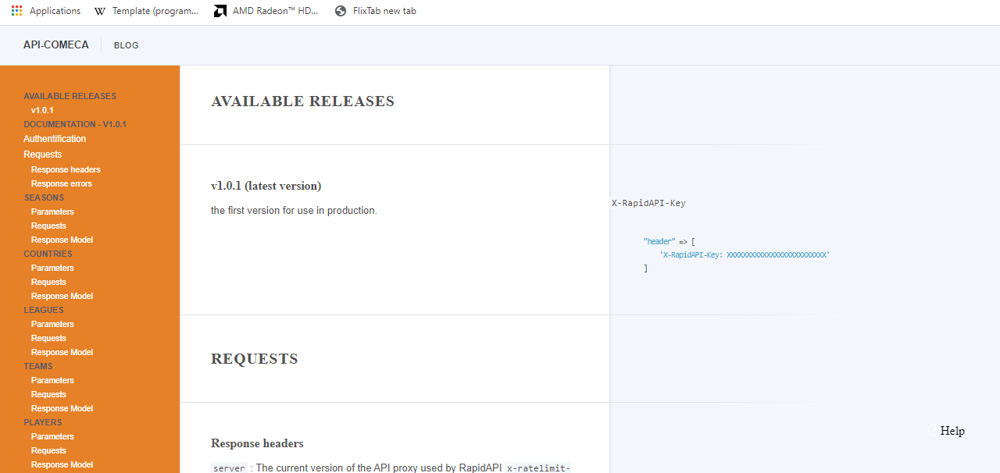 Applications Template (program... AMD Radeon™ HD... FlixTab new tab
API-COMECA BLOG
AVAILABLE RELEASES
v1.0.1
DOCUMENTATION - V1.0.1
Authentification
Requests
Response headers
Response errors
SEASONS
Parameters
Requests
Response Model
COUNTRIES
Parameters
Requests
Response Model
LEAGUES
Parameters
Requests
Response Model
TEAMS
Parameters
Requests
Response Model
PLAYERS
Parameters
Requests
Response Model
AVAILABLE RELEASES
v1.0.1 (latest version)
the first version for use in production.
REQUESTS
Response headers
server : The current version of the API proxy used by RapidAPI x-ratelimit-
X-RapidAPI-Key
"header" => [
'X-RapidAPI-Key: XXXXXXXXXXXXXXXXXXXXXXXXX'
]
Help